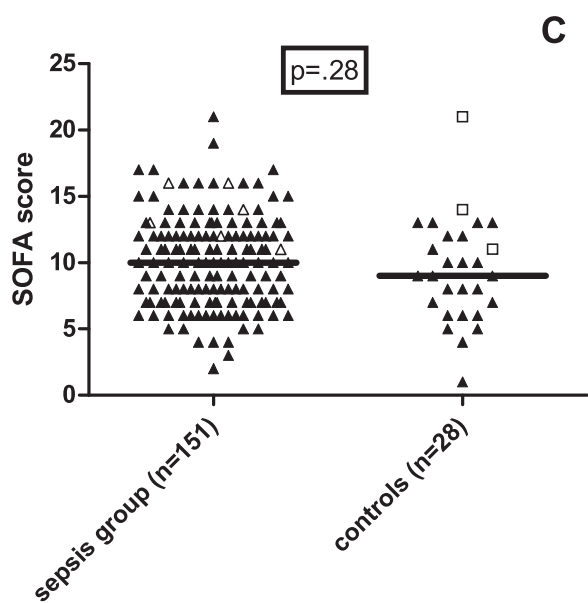 C
p=.28
SOFA score
25
20
15
10
5
0
sepsis group (n=151)
controls (n=28)